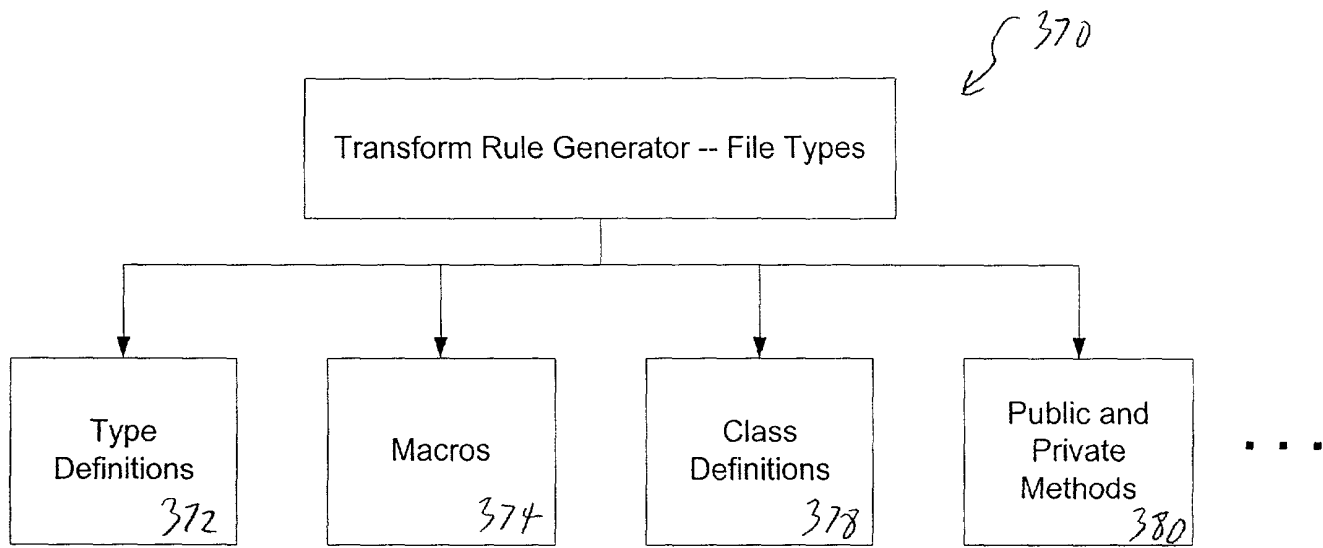 370
Transform Rule Generator -- File Types
Type
Definitions
372
Macros
374
Class
Definitions
378
Public and
Private
Methods
380
. . .